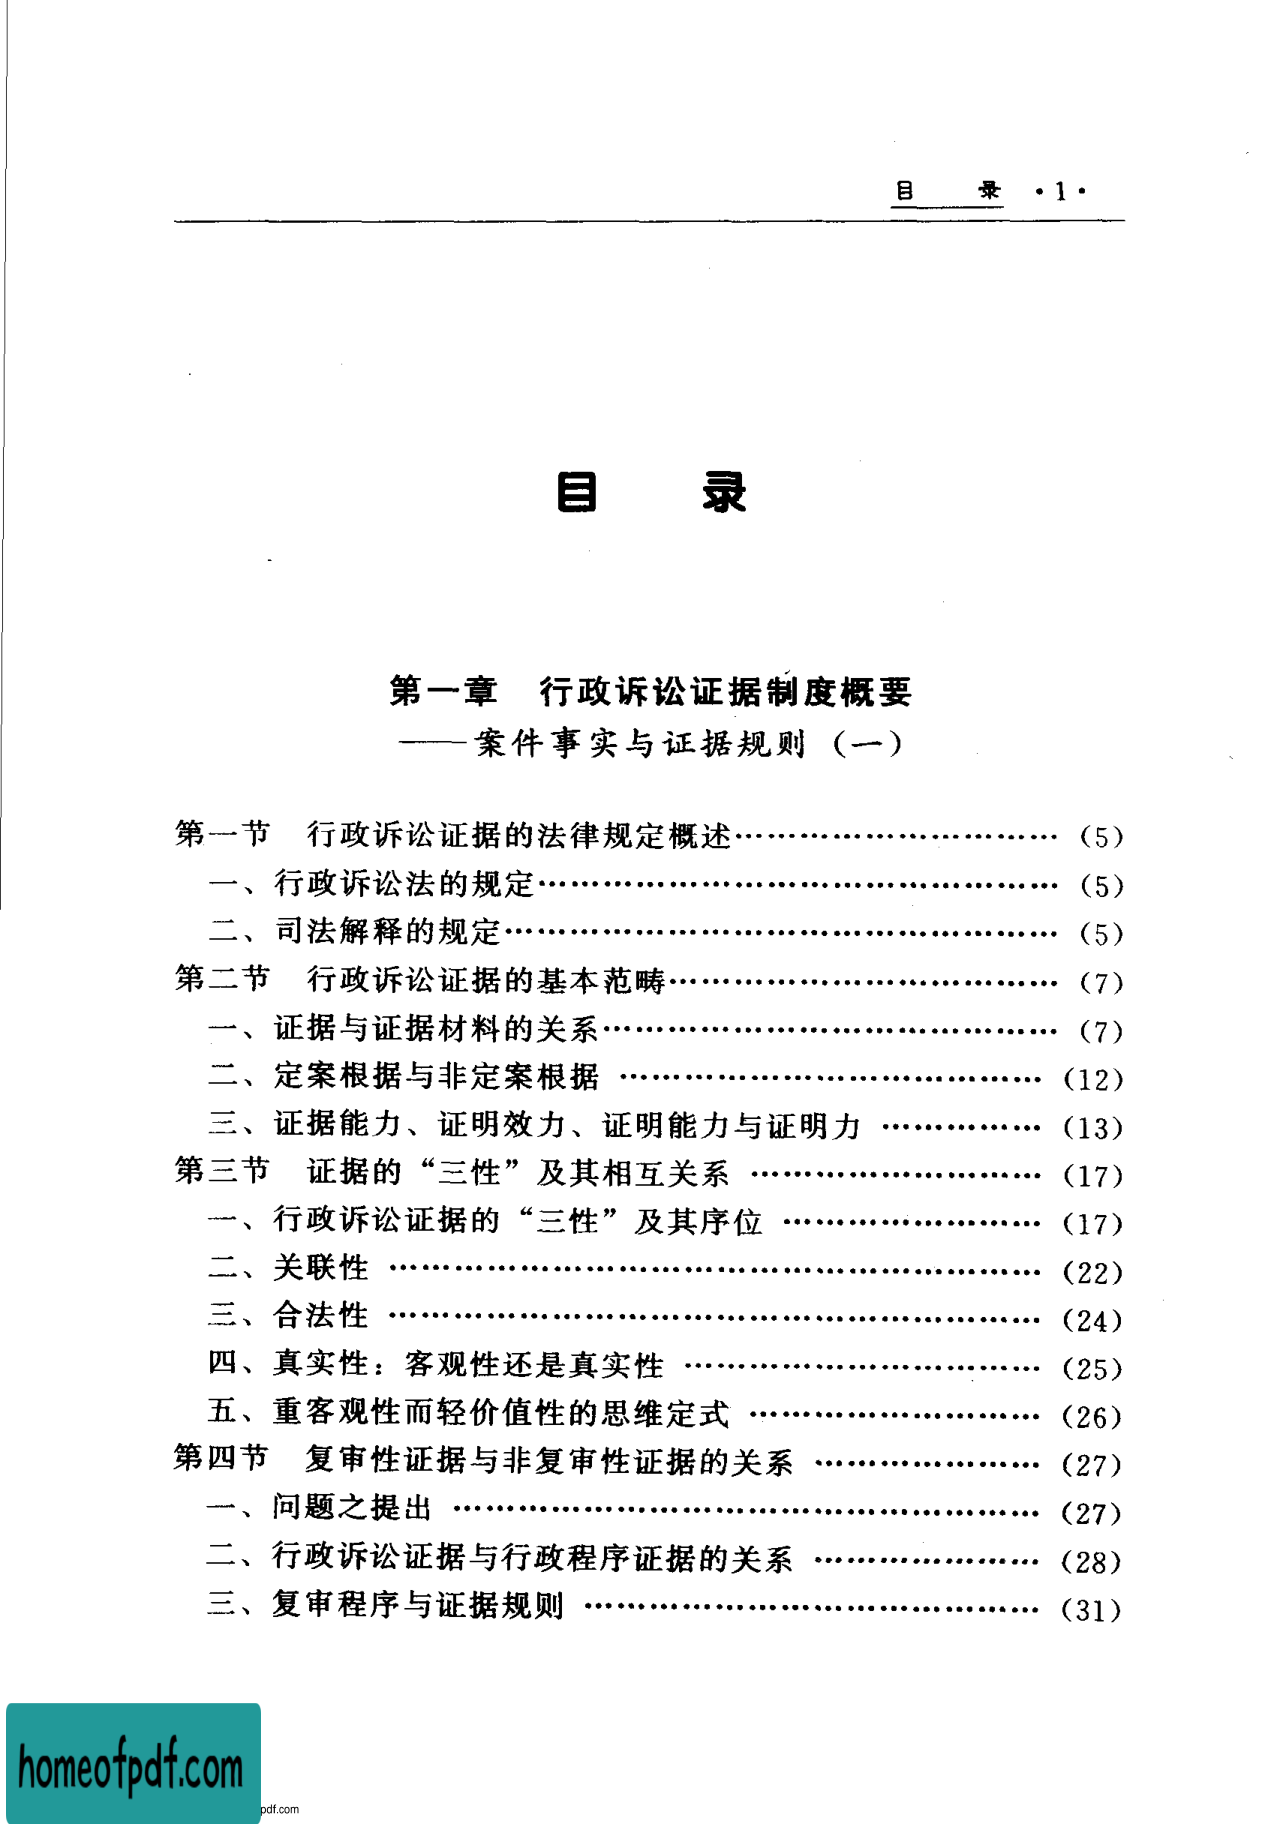 目 录 ·1·
目 录
第一章 行政诉讼证据制度概要
——案件事实与证据规则（一）
第一节 行政诉讼证据的法律规定概述………………………… (5)
一、行政诉讼法的规定………………………………………… (5)
二、司法解释的规定…………………………………………… (5)
第二节 行政诉讼证据的基本范畴……………………………… (7)
一、证据与证据材料的关系…………………………………… (7)
二、定案根据与非定案根据 ………………………………… (12)
三、证据能力、证明效力、证明能力与证明力 …………… (13)
第三节 证据的“三性”及其相互关系 ……………………… (17)
一、行政诉讼证据的“三性”及其序位 …………………… (17)
二、关联性 …………………………………………………… (22)
三、合法性 …………………………………………………… (24)
四、真实性：客观性还是真实性 …………………………… (25)
五、重客观性而轻价值性的思维定式 ……………………… (26)
第四节 复审性证据与非复审性证据的关系 ………………… (27)
一、问题之提出 ……………………………………………… (27)
二、行政诉讼证据与行政程序证据的关系 ………………… (28)
三、复审程序与证据规则 …………………………………… (31)
homeofpdf.com
pdf.com